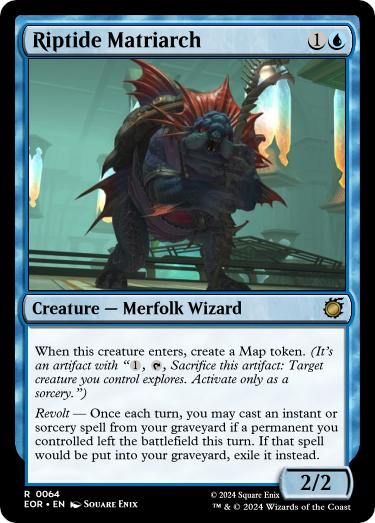 Riptide Matriarch 1
Creature — Merfolk Wizard
When this creature enters, create a Map token. (It's
an artifact with "1, T, Sacrifice this artifact: Target
creature you control explores. Activate only as a
sorcery.")
Revolt — Once each turn, you may cast an instant or
sorcery spell from your graveyard if a permanent you
controlled left the battlefield this turn. If that spell
would be put into your graveyard, exile it instead.
2/2
R 0064
EOR • EN SQUARE ENIX
© 2024 Square Enix
™ & © 2024 Wizards of the Coast